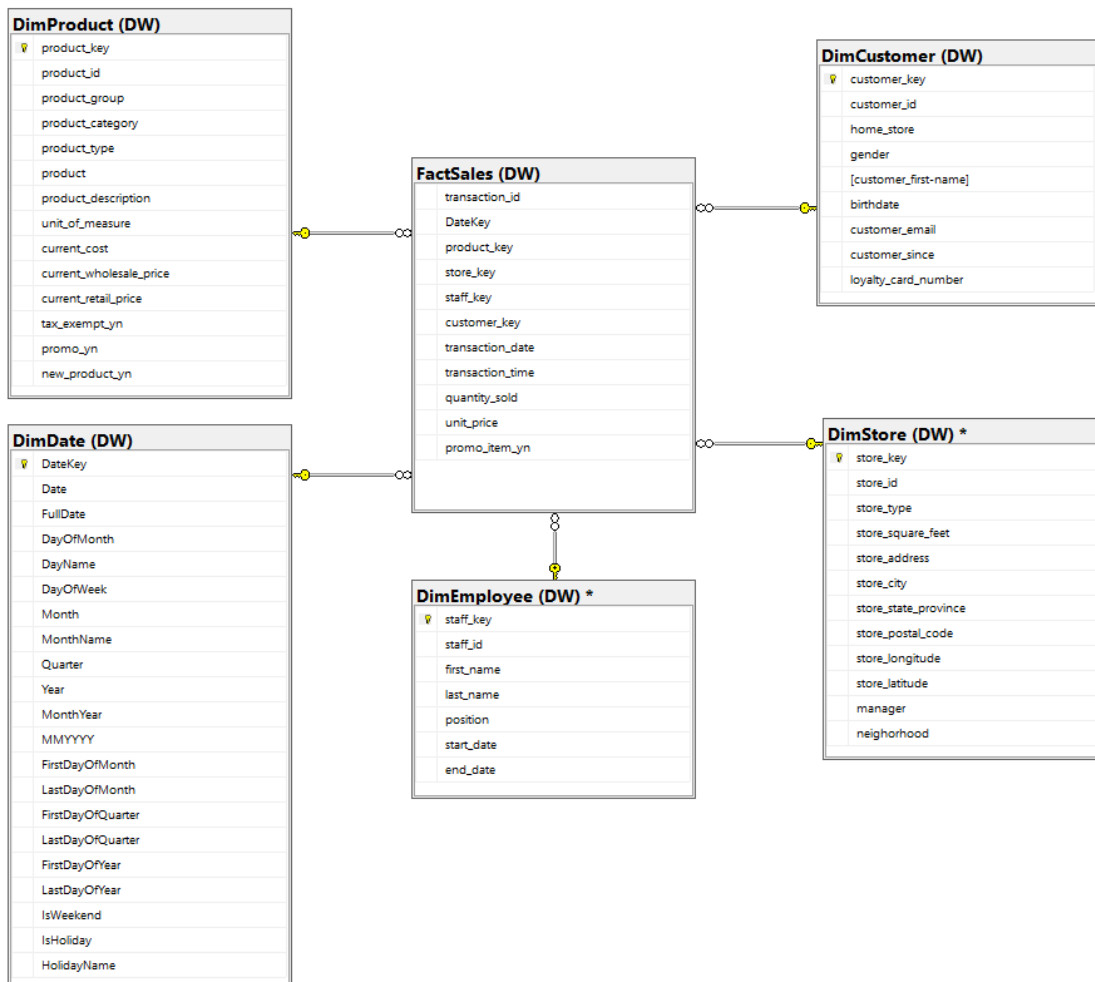 DimProduct (DW)
product_key
product_id
product_group
product_category
product_type
product
product_description
unit_of_measure
current_cost
current_wholesale_price
current_retail_price
tax_exempt_yn
promo_yn
new_product_yn
DimCustomer (DW)
customer_key
customer_id
home_store
gender
[customer_first-name]
birthdate
customer_email
customer_since
loyalty_card_number
FactSales (DW)
transaction_id
DateKey
product_key
store_key
staff_key
customer_key
transaction_date
transaction_time
quantity_sold
unit_price
promo_item_yn
DimDate (DW)
DateKey
Date
FullDate
DayOfMonth
DayName
DayOfWeek
Month
MonthName
Quarter
Year
MonthYear
MMYYYY
FirstDayOfMonth
LastDayOfMonth
FirstDayOfQuarter
LastDayOfQuarter
FirstDayOfYear
LastDayOfYear
IsWeekend
IsHoliday
HolidayName
DimStore (DW) *
store_key
store_id
store_type
store_square_feet
store_address
store_city
store_state_province
store_postal_code
store_longitude
store_latitude
manager
neighorhood
DimEmployee (DW) *
staff_key
staff_id
first_name
last_name
position
start_date
end_date